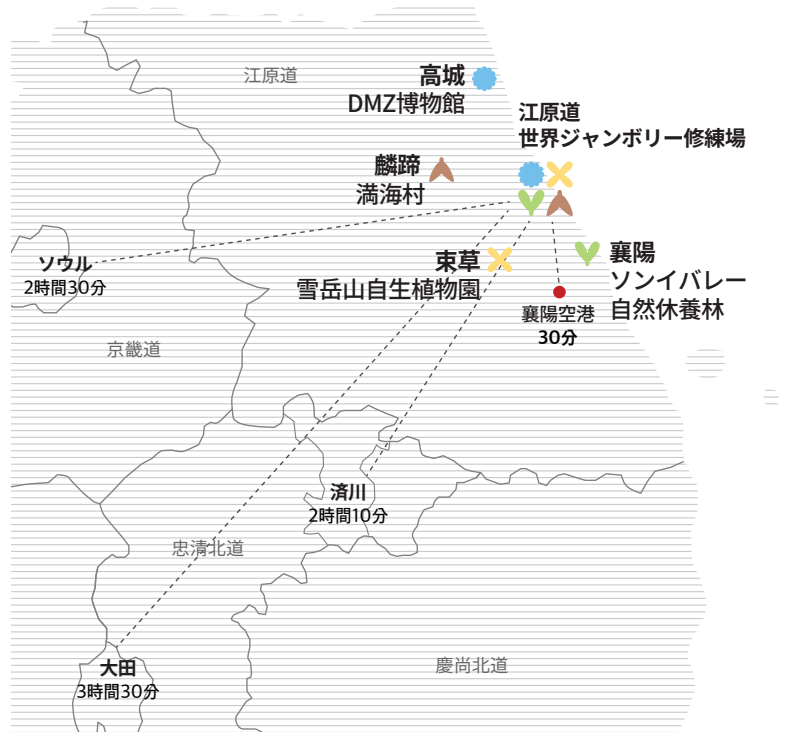 江原道
高城
DMZ博物館
江原道
世界ジャンボリー修練場
麟蹄
満海村
ソウル
2時間30分
束草
雪岳山自生植物園
襄陽
ソンイバレー
自然休養林
襄陽空港
30分
京畿道
済川
2時間10分
忠清北道
大田
3時間30分
慶尚北道